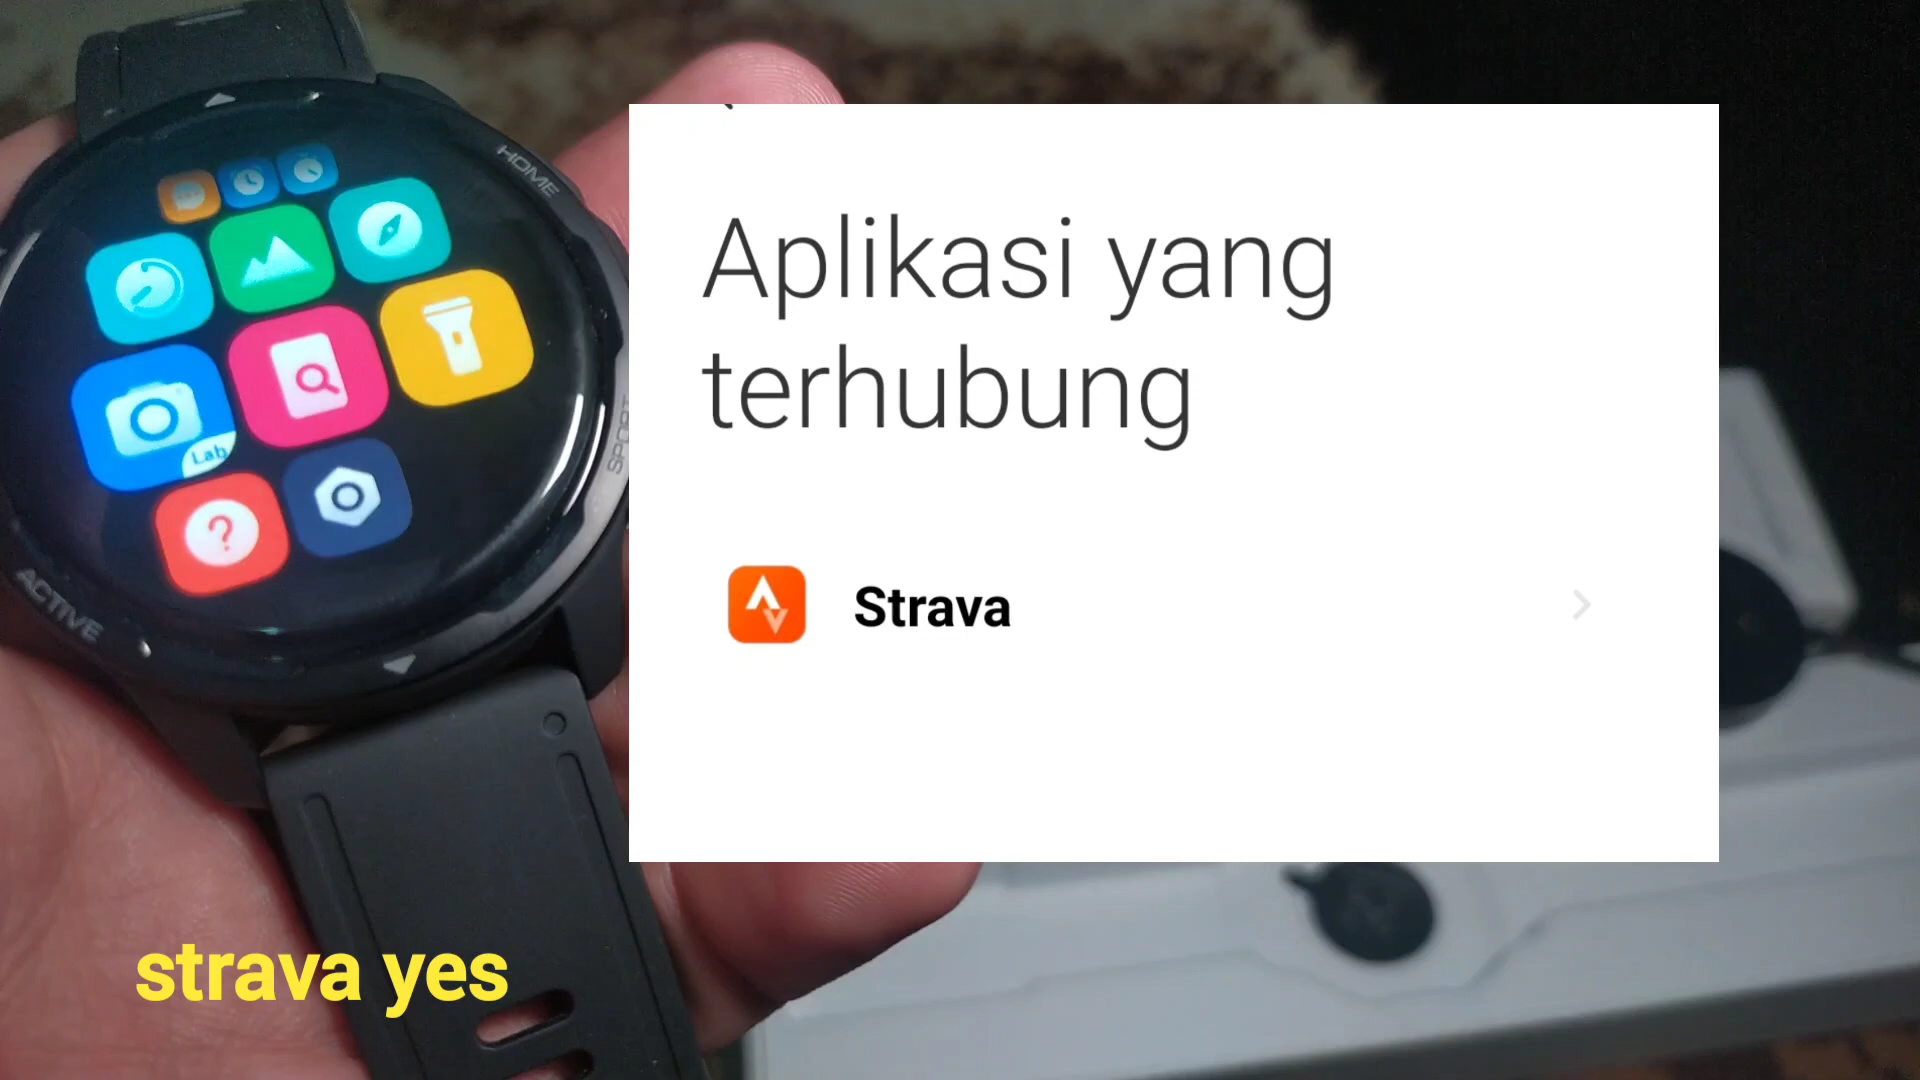 HOME
SPORT
ACTIVE
Lab
?
Aplikasi yang
terhubung
Strava
strava yes